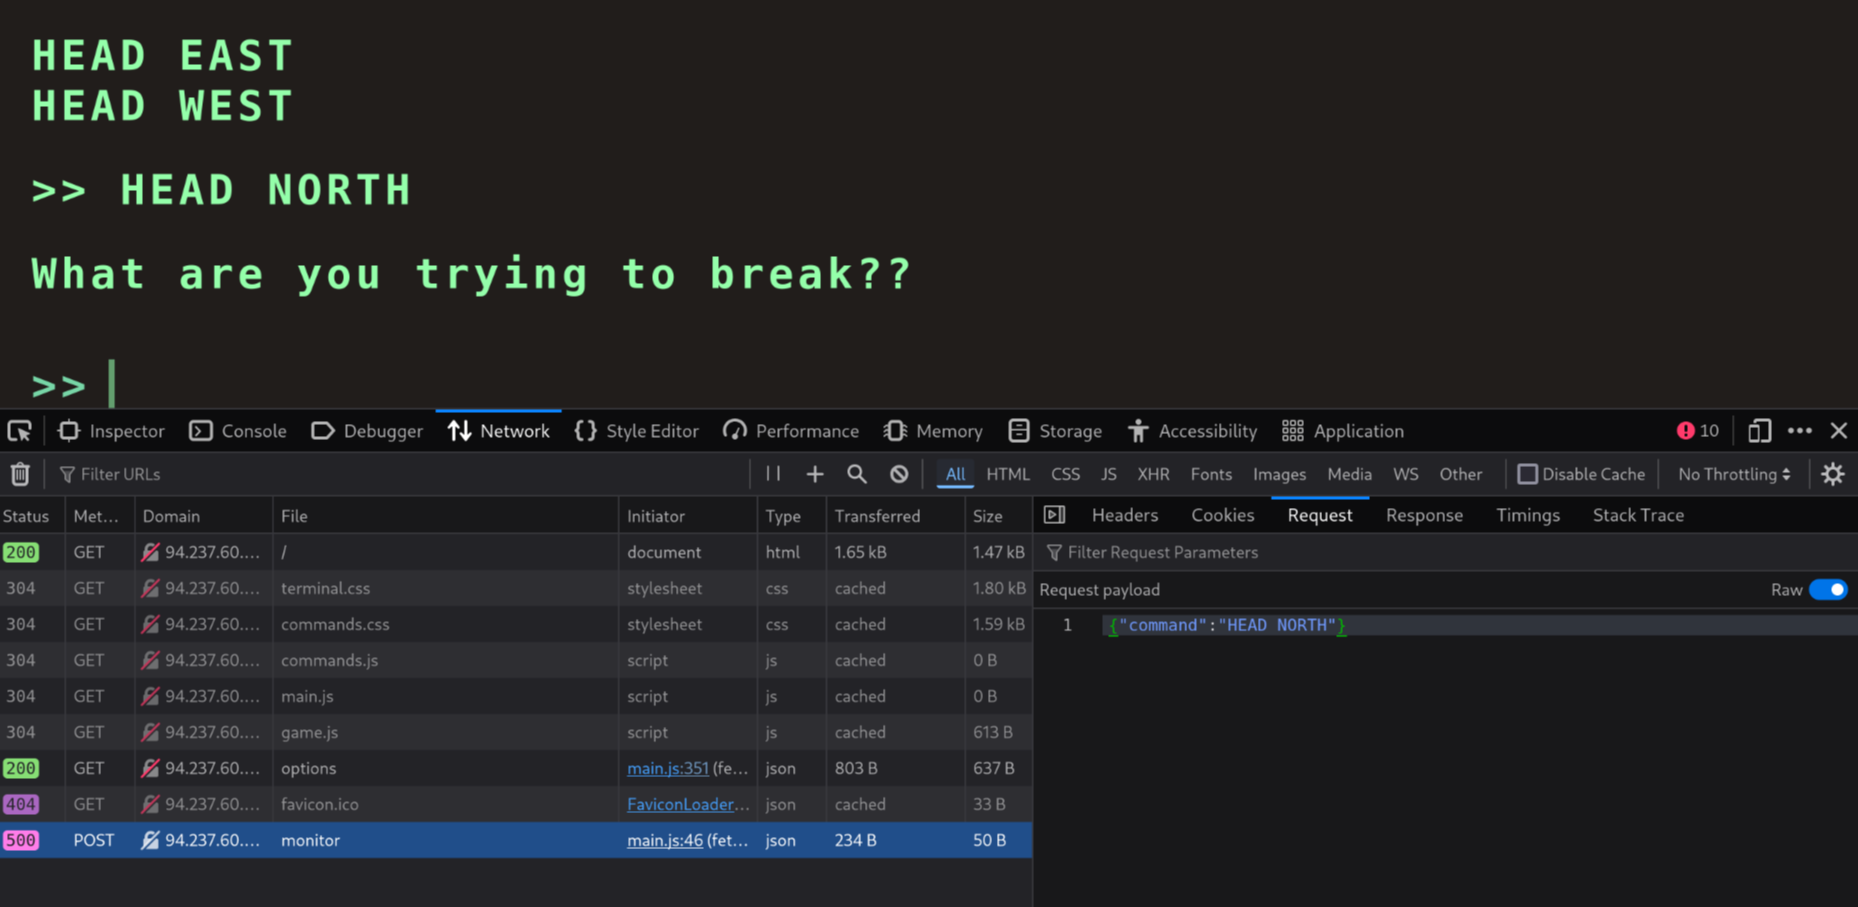 HEAD EAST
HEAD WEST
>> HEAD NORTH
What are you trying to break??
>>
Inspector Console Debugger Network Style Editor Performance Memory Storage Accessibility Application 10
Filter URLs All HTML CSS JS XHR Fonts Images Media WS Other Disable Cache No Throttling
Status Met... Domain File Initiator Type Transferred Size Headers Cookies Request Response Timings Stack Trace
200 GET 94.237.60.... / document html 1.65 kB 1.47 kB Filter Request Parameters
304 GET 94.237.60.... terminal.css stylesheet css cached 1.80 kB Request payload Raw
304 GET 94.237.60.... commands.css stylesheet css cached 1.59 kB 1 {"command":"HEAD NORTH"}
304 GET 94.237.60.... commands.js script js cached 0 B
304 GET 94.237.60.... main.js script js cached 0 B
304 GET 94.237.60.... game.js script js cached 613 B
200 GET 94.237.60.... options main.js:351 (fe... json 803 B 637 B
404 GET 94.237.60.... favicon.ico FaviconLoader... json cached 33 B
500 POST 94.237.60.... monitor main.js:46 (fet... json 234 B 50 B